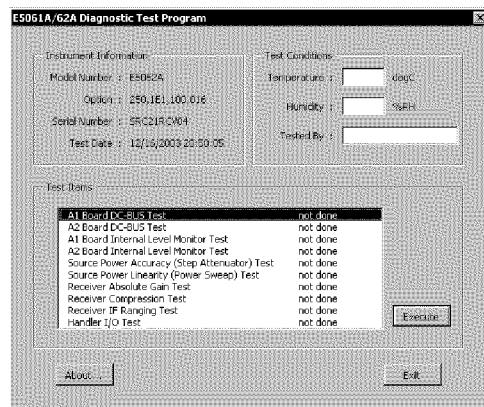 E5061A/62A Diagnostic Test Program
Instrument Information
Model Number : E5062A
Option : 250,1E1,100,016
Serial Number : SRC21RCW04
Test Date : 12/16/2003 20:50:05
Test Conditions
Temperature : degC
Humidity : %RH
Tested By :
Test Items
A1 Board DC-BUS Test not done
A2 Board DC-BUS Test not done
A1 Board Internal Level Monitor Test not done
A2 Board Internal Level Monitor Test not done
Source Power Accuracy (Step Attenuator) Test not done
Source Power Linearity (Power Sweep) Test not done
Receiver Absolute Gain Test not done
Receiver Compression Test not done
Receiver IF Ranging Test not done
Handler I/O Test not done
Execute
About ...
Exit